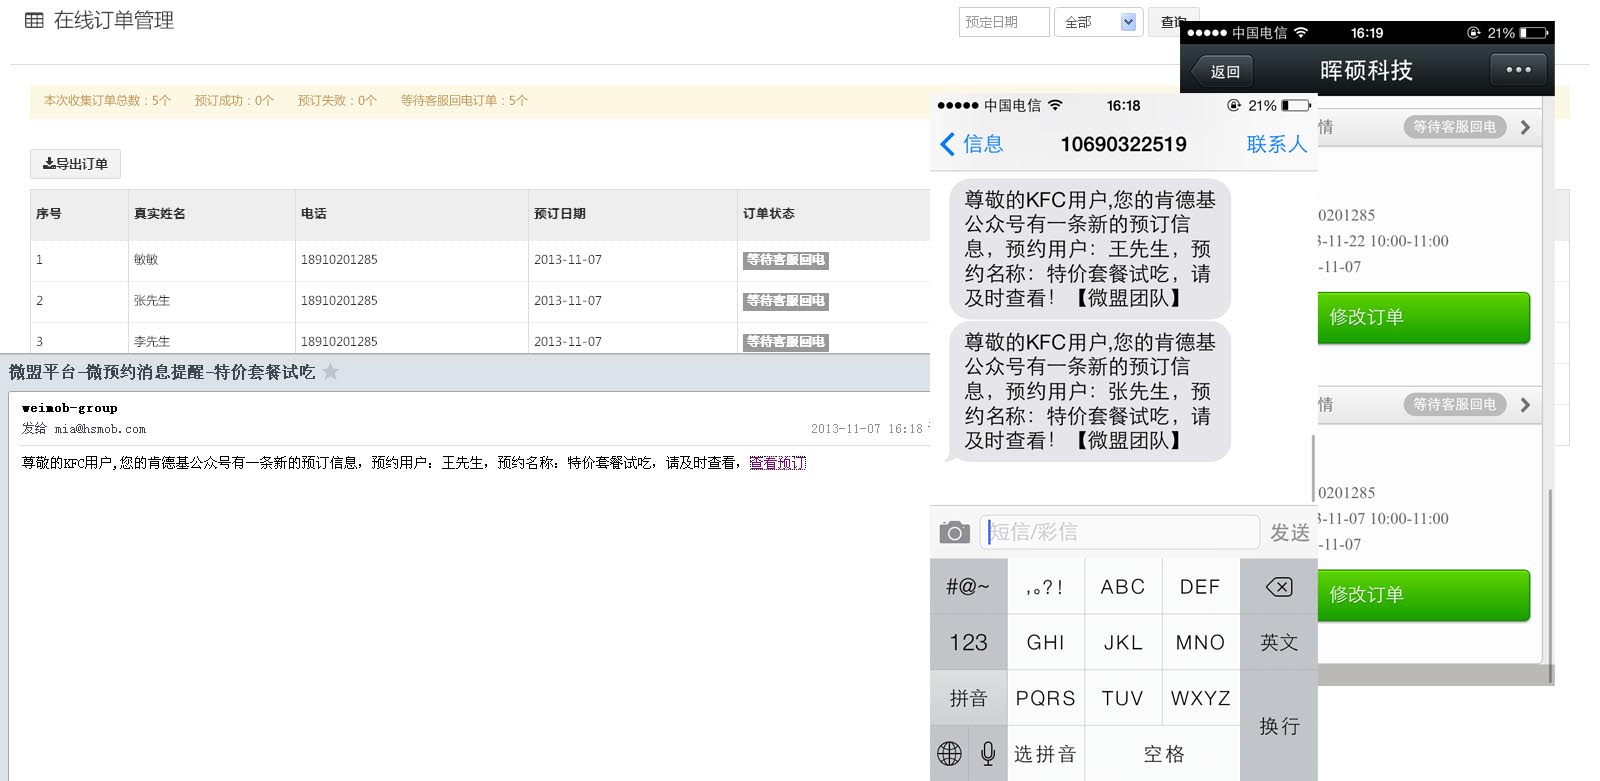 在线订单管理
预定日期
全部
查询
本次收集订单总数：5个 预订成功：0个 预订失败：0个 等待客服回电订单：5个
导出订单
序号 真实姓名 电话 预订日期 订单状态
1 敏敏 18910201285 2013-11-07 等待客服回电
2 张先生 18910201285 2013-11-07 等待客服回电
3 李先生 18910201285 2013-11-07 等待客服回电
微盟平台-微预约消息提醒-特价套餐试吃
weimob-group
发给 mia@hsmob.com
2013-11-07 16:18
尊敬的KFC用户,您的肯德基公众号有一条新的预订信息，预约用户：王先生，预约名称：特价套餐试吃，请及时查看，查看预订
中国电信 16:18 21%
信息 10690322519 联系人
尊敬的KFC用户,您的肯德基
公众号有一条新的预订信
息，预约用户：王先生，预
约名称：特价套餐试吃，请
及时查看！【微盟团队】
尊敬的KFC用户,您的肯德基
公众号有一条新的预订信
息，预约用户：张先生，预
约名称：特价套餐试吃，请
及时查看！【微盟团队】
短信/彩信 发送
#@~ ,。?! ABC DEF
123 GHI JKL MNO 英文
拼音 PQRS TUV WXYZ
换行
选拼音 空格
中国电信 16:19 21%
返回 晖硕科技
情 等待客服回电
0201285
3-11-22 10:00-11:00
-11-07
修改订单
情 等待客服回电
0201285
3-11-07 10:00-11:00
-11-07
修改订单